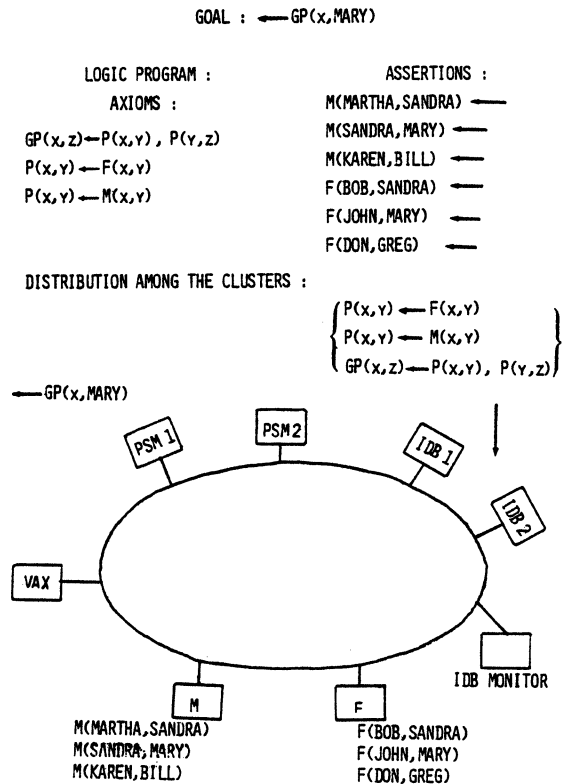 GOAL : ←GP(X,MARY)
LOGIC PROGRAM :
AXIOMS :
GP(X,Z)←P(X,Y) , P(Y,Z)
P(X,Y)←F(X,Y)
P(X,Y)←M(X,Y)
ASSERTIONS :
M(MARTHA,SANDRA) ←
M(SANDRA,MARY) ←
M(KAREN,BILL) ←
F(BOB,SANDRA) ←
F(JOHN,MARY) ←
F(DON,GREG) ←
DISTRIBUTION AMONG THE CLUSTERS :
P(X,Y) ← F(X,Y)
P(X,Y) ← M(X,Y)
GP(X,Z)←P(X,Y), P(Y,Z)
←GP(X,MARY)
PSM 1
PSM 2
IDB 1
IDB 2
VAX
IDB MONITOR
M
F
M(MARTHA,SANDRA)
M(SANDRA,MARY)
M(KAREN,BILL)
F(BOB,SANDRA)
F(JOHN,MARY)
F(DON,GREG)